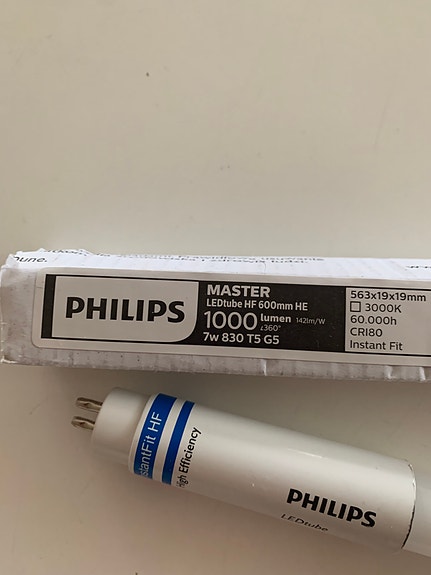 PHILIPS
MASTER
LEDtube HF 600mm HE
1000 lumen 142lm/W
∠360°
7w 830 T5 G5
563x19x19mm
3000K
60.000h
CRI80
Instant Fit
stantFit HF
High Efficiency
PHILIPS
LEDtube